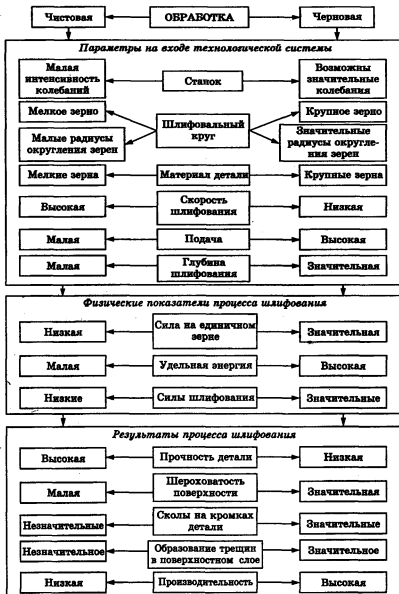 Чистовая ОБРАБОТКА Черновая
Параметры на входе технологической системы
Малая интенсивность колебаний
Станок
Возможны значительные колебания
Мелкое зерно
Шлифовальный круг
Крупное зерно
Малые радиусы округления зерен
Значительные радиусы округле-
ния зерен
Мелкие зерна Материал детали Крупные зерна
Высокая
Скорость шлифования
Низкая
Малая Подача Высокая
Малая
Глубина шлифования
Значительная
Физические показатели процесса шлифования
Низкая
Сила на единичном зерне
Значительная
Малая Удельная энергия Высокая
Низкие Силы шлифования Значительные
Результаты процесса шлифования
Высокая Прочность детали Низкая
Малая
Шероховатость поверхности
Значительная
Незначительные
Сколы на кромках детали
Значительные
Незначительное
Образование трещин в поверхностном слое
Значительное
Низкая Производительность Высокая